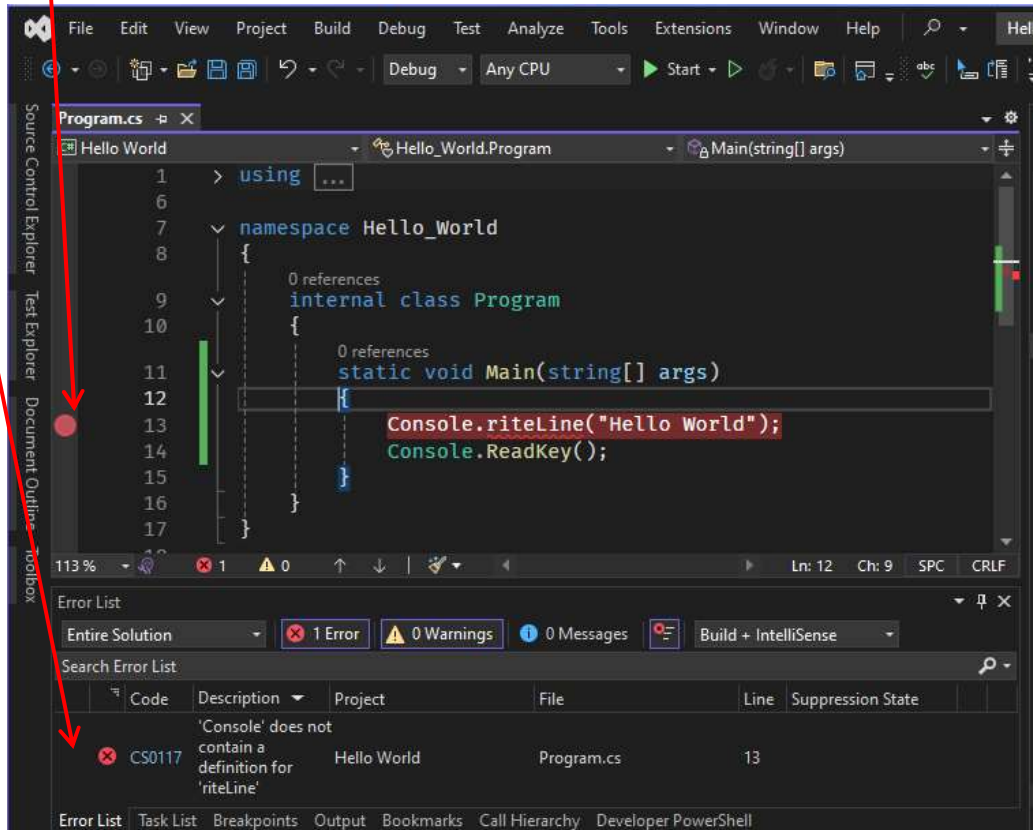 File Edit View Project Build Debug Test Analyze Tools Extensions Window Help
Debug Any CPU Start abc
Program.cs
C# Hello World Hello_World.Program Main(string[] args)
1 using ...
6
7 namespace Hello_World
8 {
0 references
9 internal class Program
10 {
0 references
11 static void Main(string[] args)
12 {
13 Console.riteLine("Hello World");
14 Console.ReadKey();
15 }
16 }
17 }
113 % 1 0 Ln: 12 Ch: 9 SPC CRLF
Source Control Explorer
Test Explorer
Document Outline
Toolbox
Error List
Entire Solution 1 Error 0 Warnings 0 Messages Build + IntelliSense
Search Error List
Code Description Project File Line Suppression State
'Console' does not
contain a
CS0117 definition for Hello World Program.cs 13
'riteLine'
Error List Task List Breakpoints Output Bookmarks Call Hierarchy Developer PowerShell